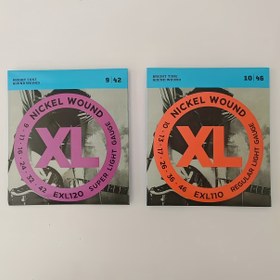 9|42
NICKEL WOUND
XL
9 · 11 · 16 · 24 · 32 · 42
EXL120
SUPER LIGHT GAUGE
10|46
NICKEL WOUND
XL
10 · 13 · 17 · 26 · 36 · 46
EXL110
REGULAR LIGHT GAUGE